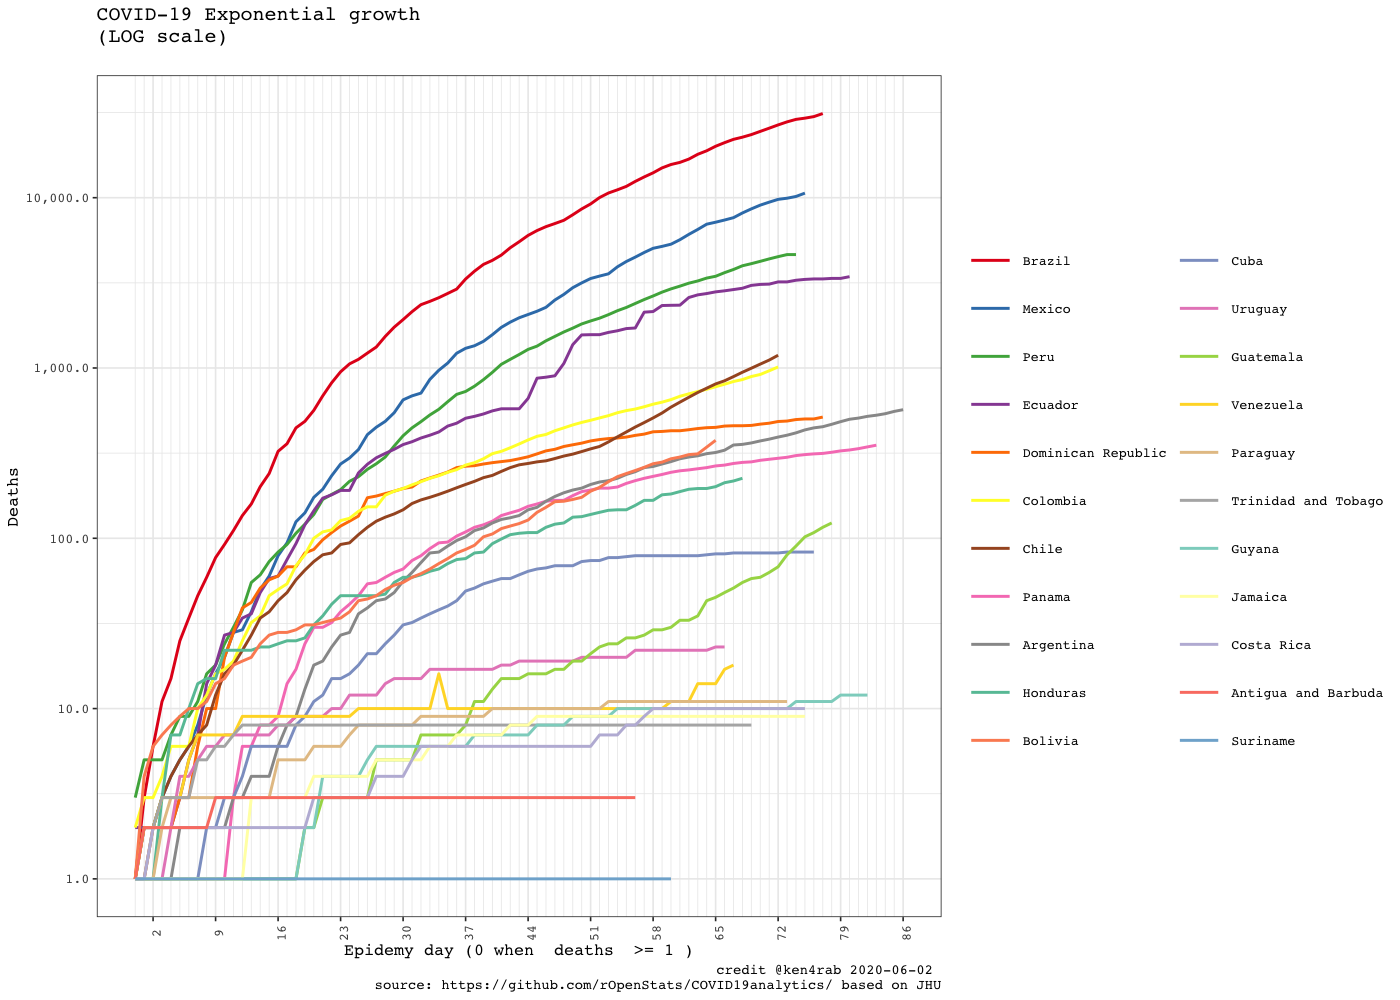 COVID-19 Exponential growth
(LOG scale)
Deaths
10,000.0
1,000.0
100.0
10.0
1.0
2 9 16 23 30 37 44 51 58 65 72 79 86
Epidemy day (0 when deaths >= 1 )
Brazil
Mexico
Peru
Ecuador
Dominican Republic
Colombia
Chile
Panama
Argentina
Honduras
Bolivia
Cuba
Uruguay
Guatemala
Venezuela
Paraguay
Trinidad and Tobago
Guyana
Jamaica
Costa Rica
Antigua and Barbuda
Suriname
credit @ken4rab 2020-06-02
source: https://github.com/rOpenStats/COVID19analytics/ based on JHU